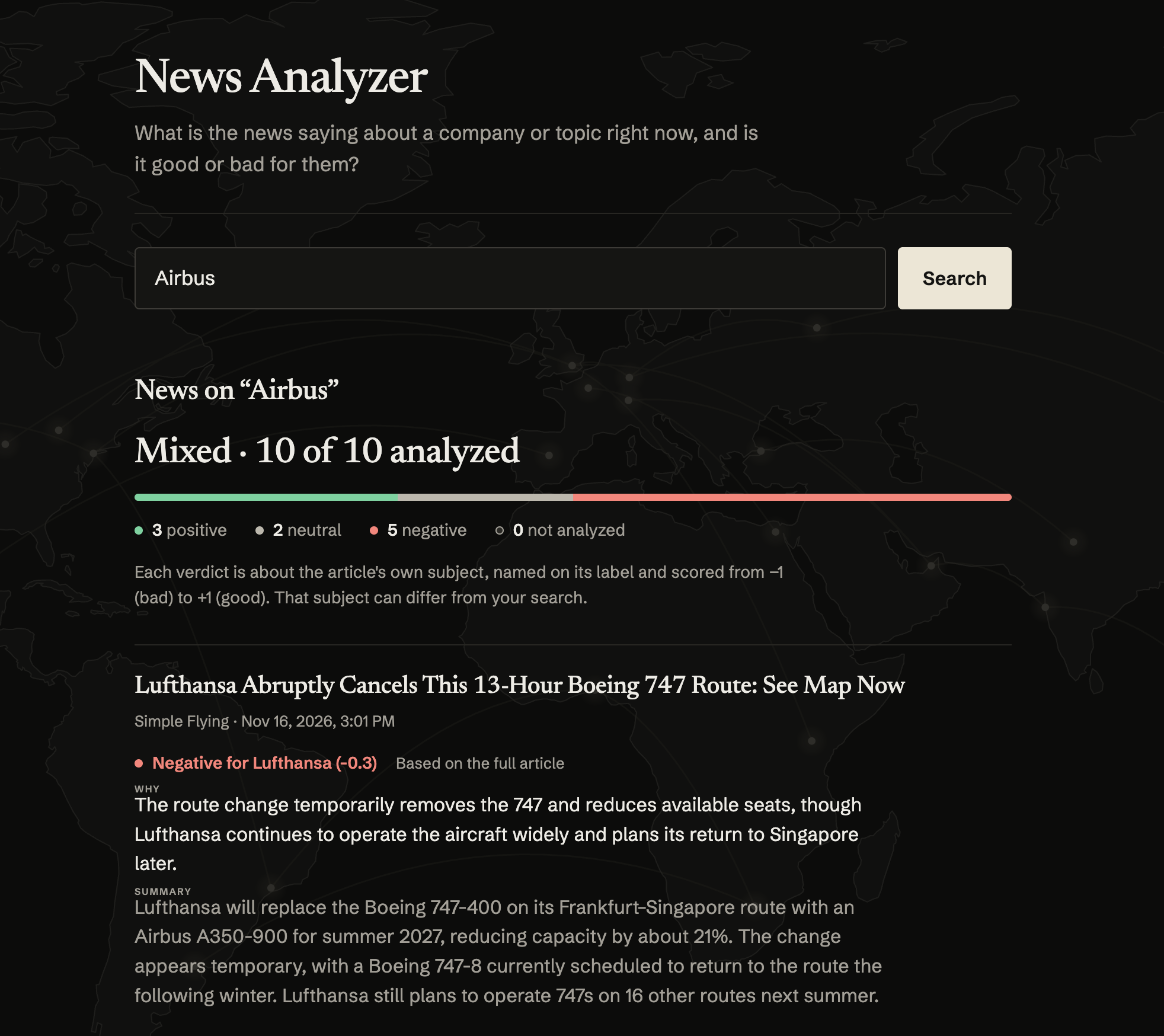 News Analyzer
What is the news saying about a company or topic right now, and is
it good or bad for them?
Airbus
Search
News on “Airbus”
Mixed · 10 of 10 analyzed
3 positive
2 neutral
5 negative
0 not analyzed
Each verdict is about the article's own subject, named on its label and scored from −1
(bad) to +1 (good). That subject can differ from your search.
Lufthansa Abruptly Cancels This 13-Hour Boeing 747 Route: See Map Now
Simple Flying · Nov 16, 2026, 3:01 PM
Negative for Lufthansa (-0.3)
Based on the full article
WHY
The route change temporarily removes the 747 and reduces available seats, though
Lufthansa continues to operate the aircraft widely and plans its return to Singapore
later.
SUMMARY
Lufthansa will replace the Boeing 747-400 on its Frankfurt–Singapore route with an
Airbus A350-900 for summer 2027, reducing capacity by about 21%. The change
appears temporary, with a Boeing 747-8 currently scheduled to return to the route the
following winter. Lufthansa still plans to operate 747s on 16 other routes next summer.